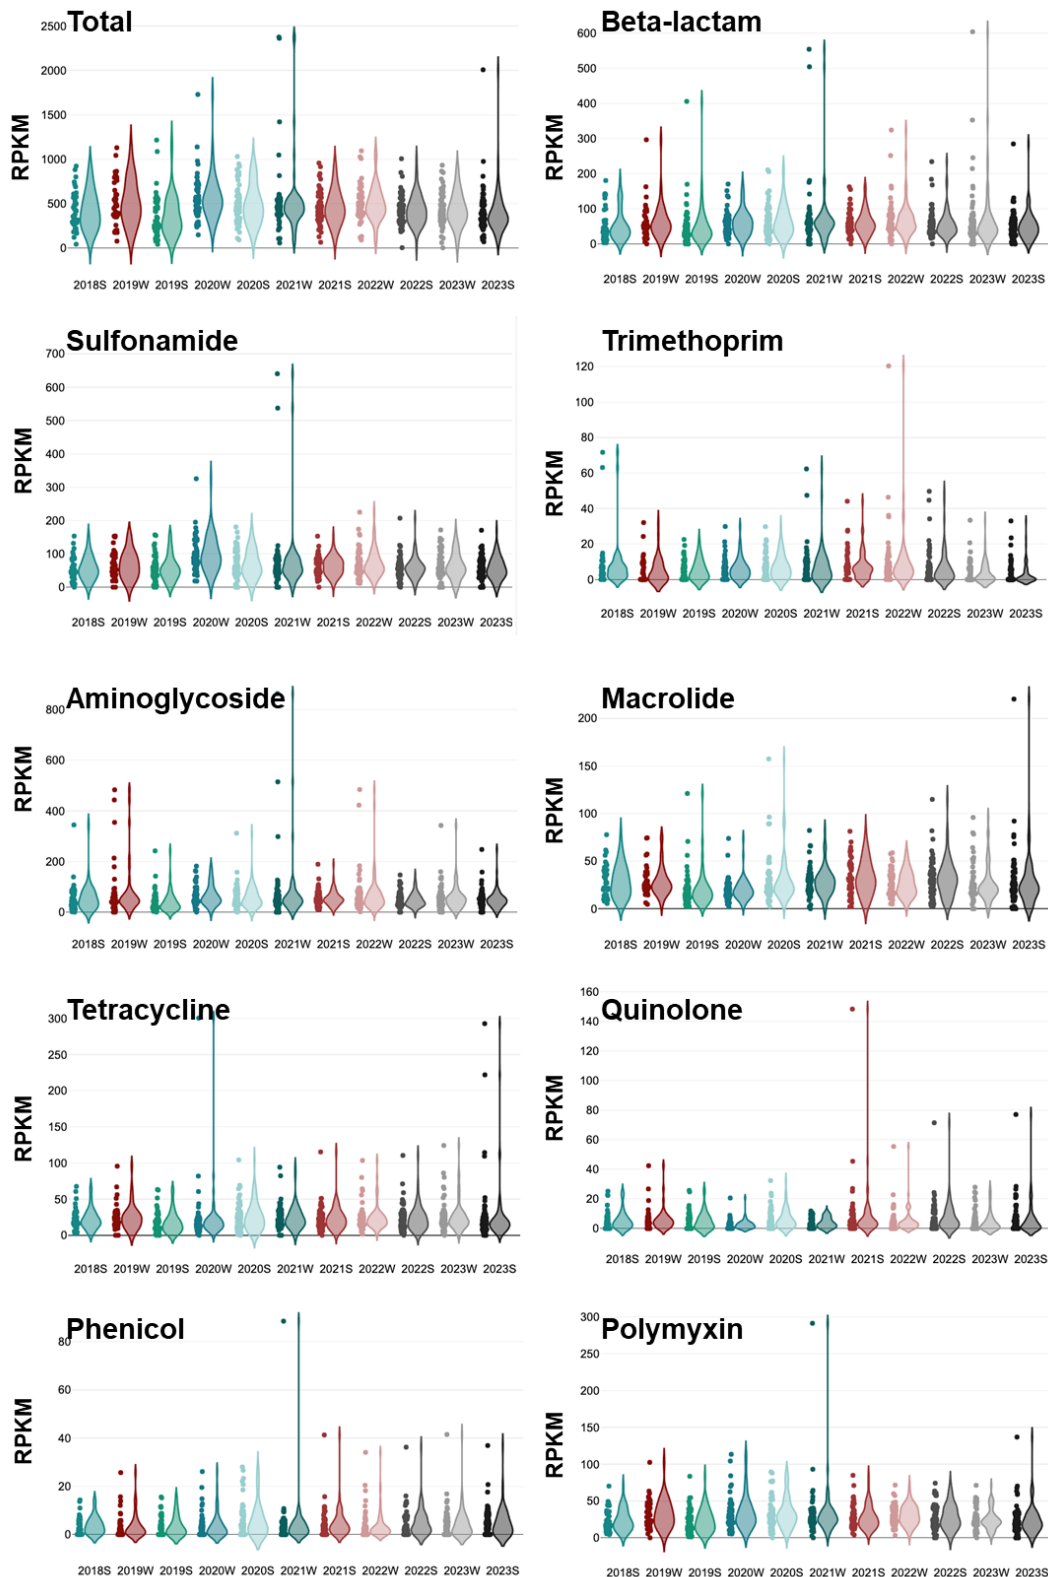 Total
RPKM
2500
2000
1500
1000
500
0
2018S 2019W 2019S 2020W 2020S 2021W 2021S 2022W 2022S 2023W 2023S
Beta-lactam
RPKM
600
500
400
300
200
100
0
2018S 2019W 2019S 2020W 2020S 2021W 2021S 2022W 2022S 2023W 2023S
Sulfonamide
RPKM
700
600
500
400
300
200
100
0
2018S 2019W 2019S 2020W 2020S 2021W 2021S 2022W 2022S 2023W 2023S
Trimethoprim
RPKM
120
100
80
60
40
20
0
2018S 2019W 2019S 2020W 2020S 2021W 2021S 2022W 2022S 2023W 2023S
Aminoglycoside
RPKM
800
600
400
200
0
2018S 2019W 2019S 2020W 2020S 2021W 2021S 2022W 2022S 2023W 2023S
Macrolide
RPKM
200
150
100
50
0
2018S 2019W 2019S 2020W 2020S 2021W 2021S 2022W 2022S 2023W 2023S
Tetracycline
RPKM
300
250
200
150
100
50
0
2018S 2019W 2019S 2020W 2020S 2021W 2021S 2022W 2022S 2023W 2023S
Quinolone
RPKM
160
140
120
100
80
60
40
20
0
2018S 2019W 2019S 2020W 2020S 2021W 2021S 2022W 2022S 2023W 2023S
Phenicol
RPKM
80
60
40
20
0
2018S 2019W 2019S 2020W 2020S 2021W 2021S 2022W 2022S 2023W 2023S
Polymyxin
RPKM
300
250
200
150
100
50
0
2018S 2019W 2019S 2020W 2020S 2021W 2021S 2022W 2022S 2023W 2023S